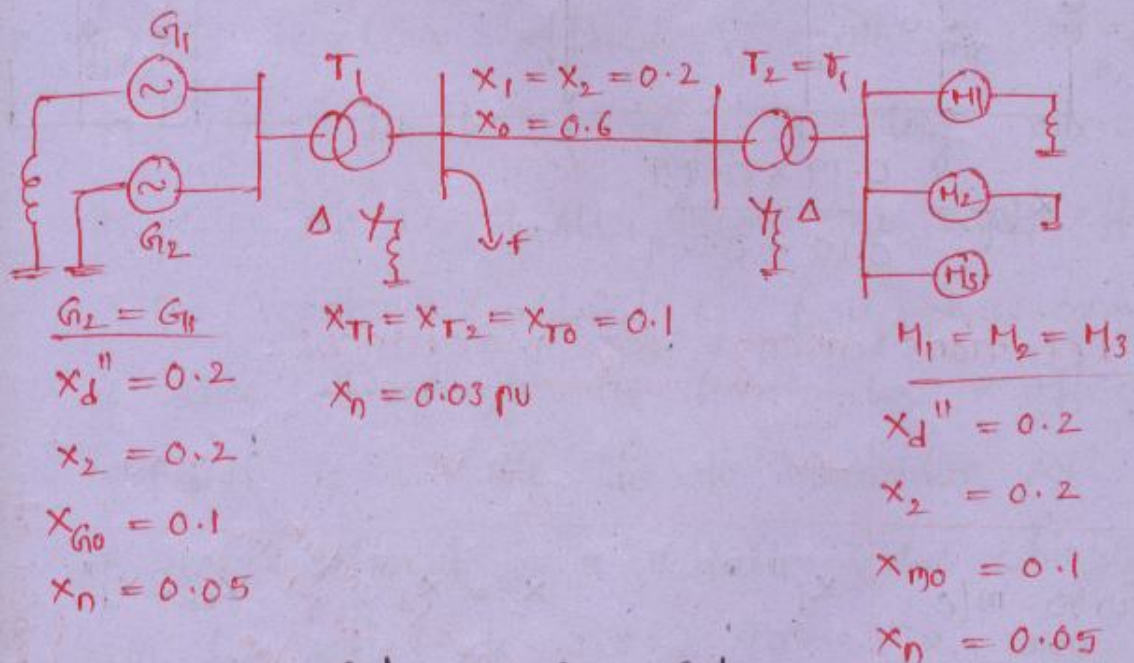 G1
T1
X1 = X2 = 0.2
X0 = 0.6
T2 = T1
M1
M2
M3
G2
Δ Y
f
Y Δ
G2 = G1
Xd" = 0.2
X2 = 0.2
XG0 = 0.1
Xn = 0.05
XT1 = XT2 = XT0 = 0.1
Xn = 0.03 pu
M1 = M2 = M3
Xd" = 0.2
X2 = 0.2
Xm0 = 0.1
Xn = 0.05